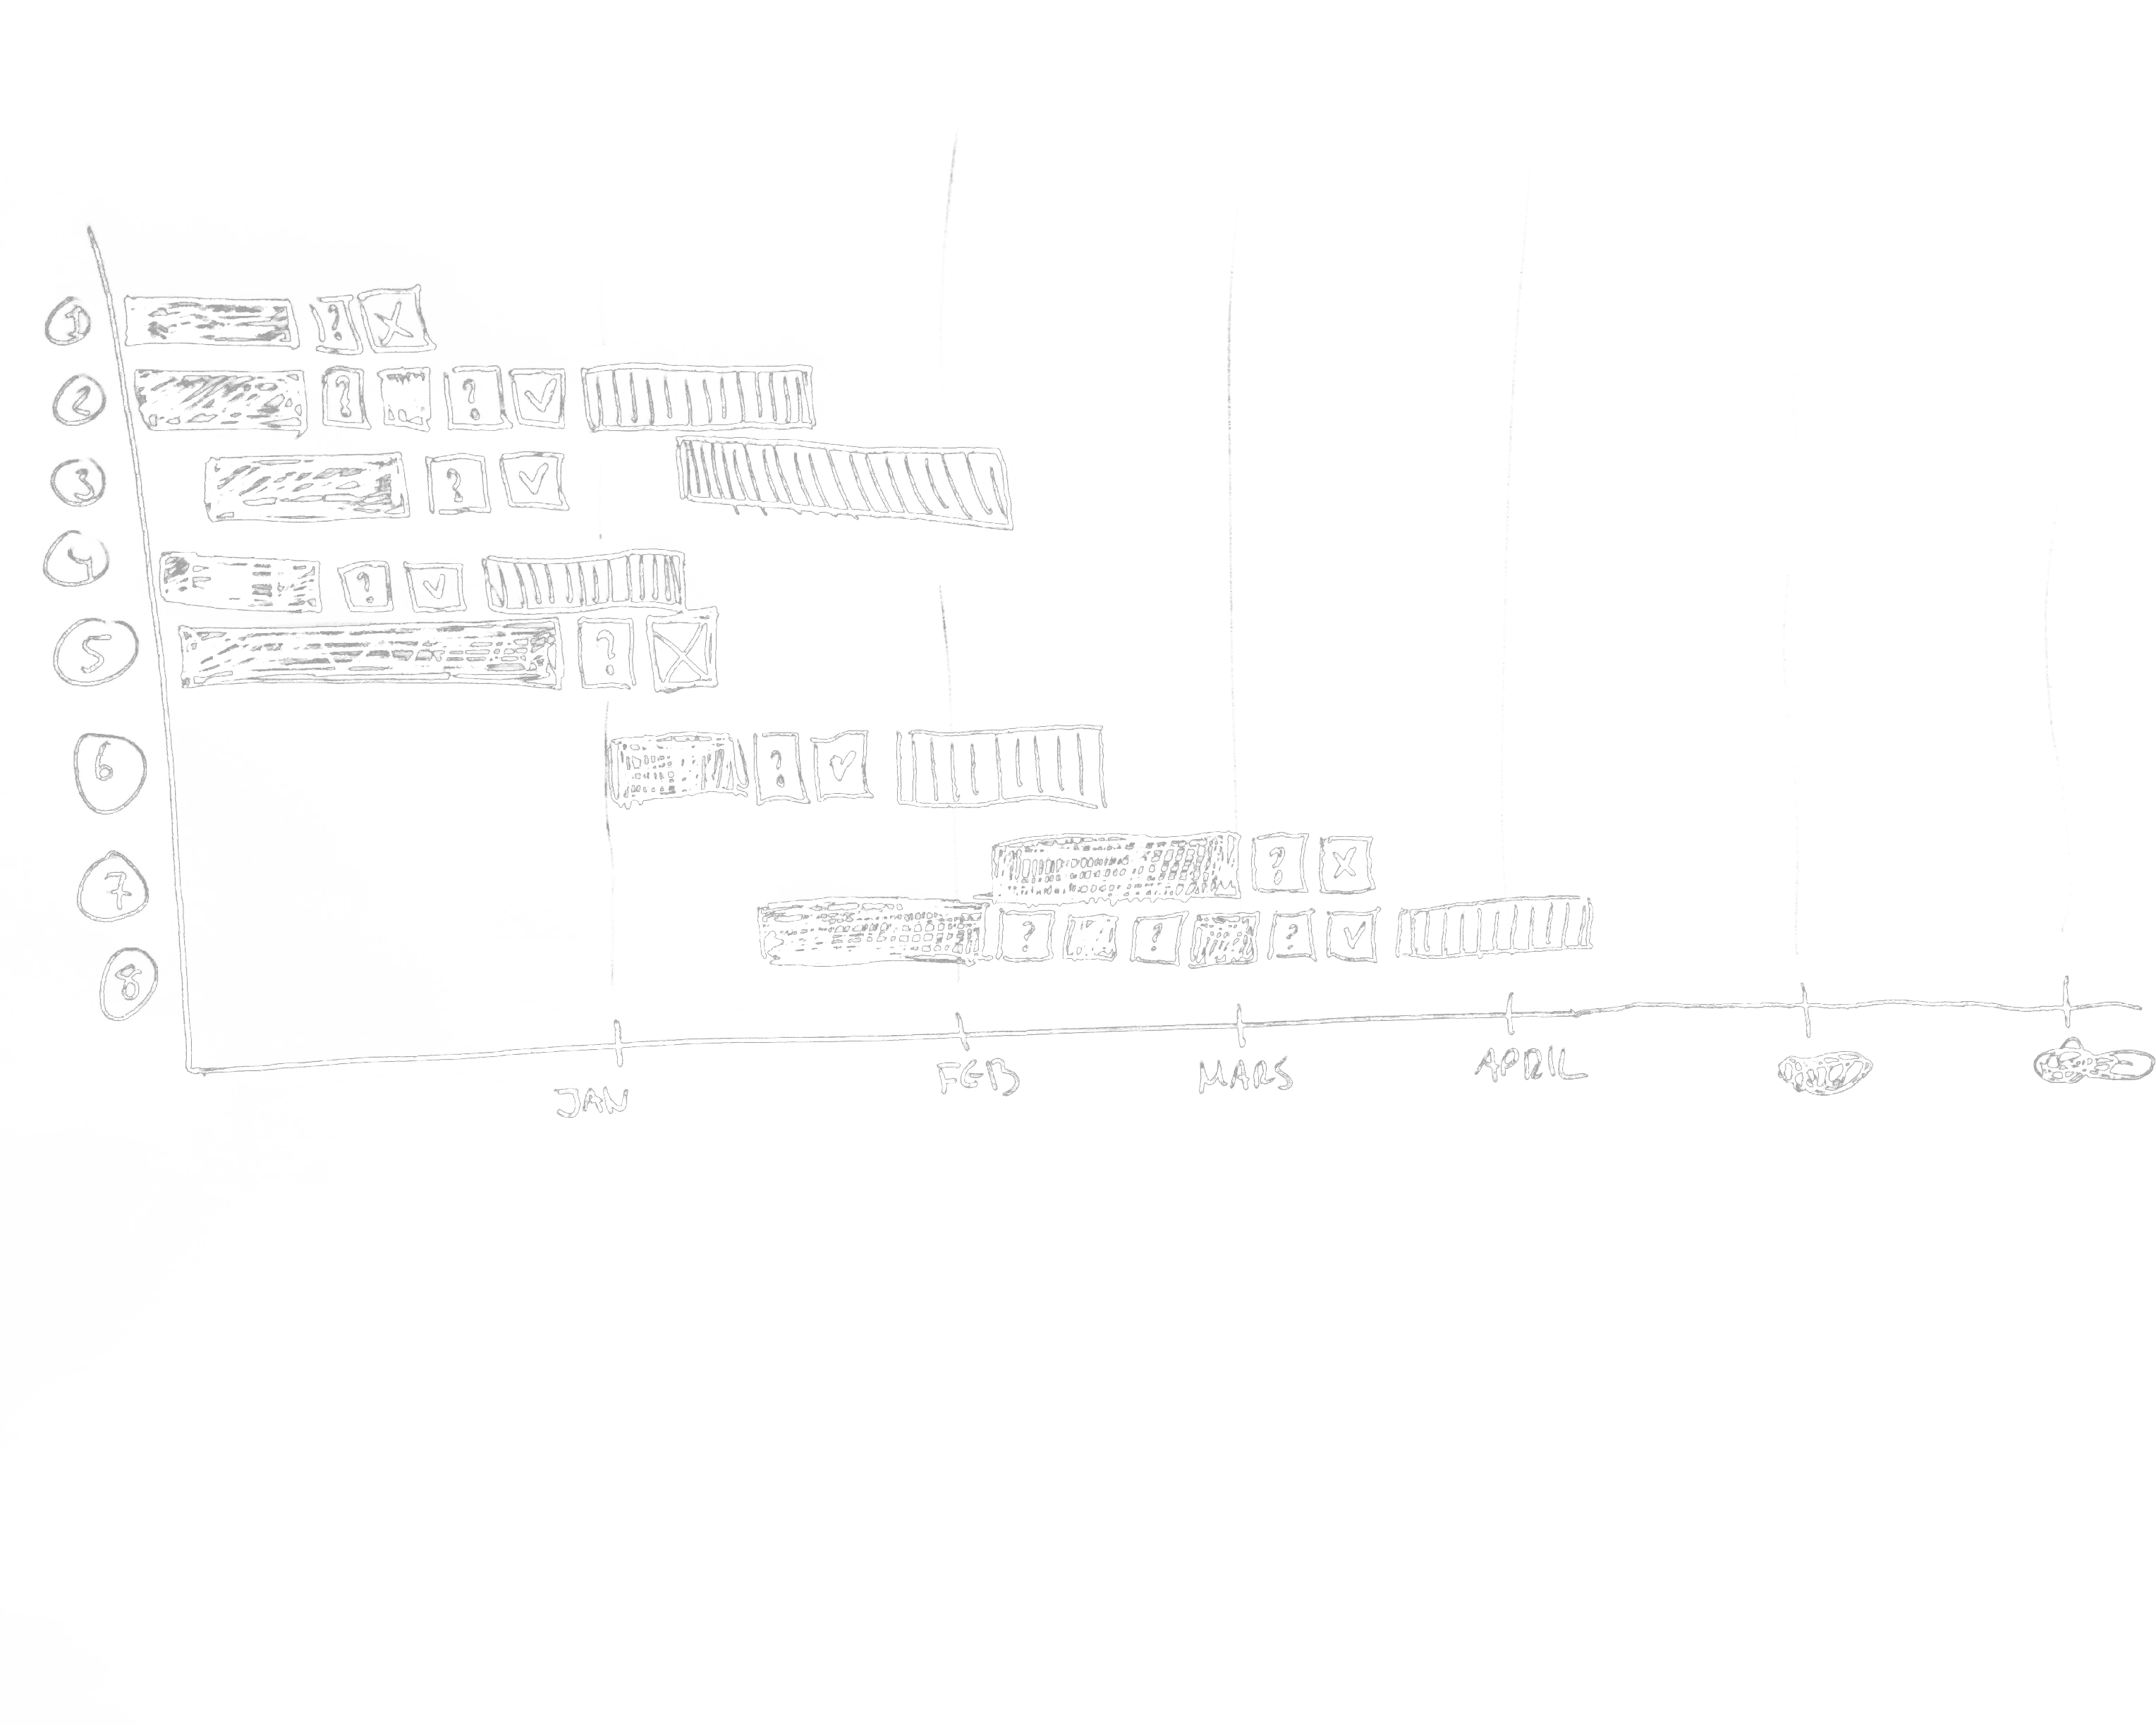 1 ? X
2 ? ? ✓
3 ? ✓
4 ? ✓
5 ? X
6 ? ✓
7 ? X
? ? ? ✓
8
JAN FEB MARS APRIL